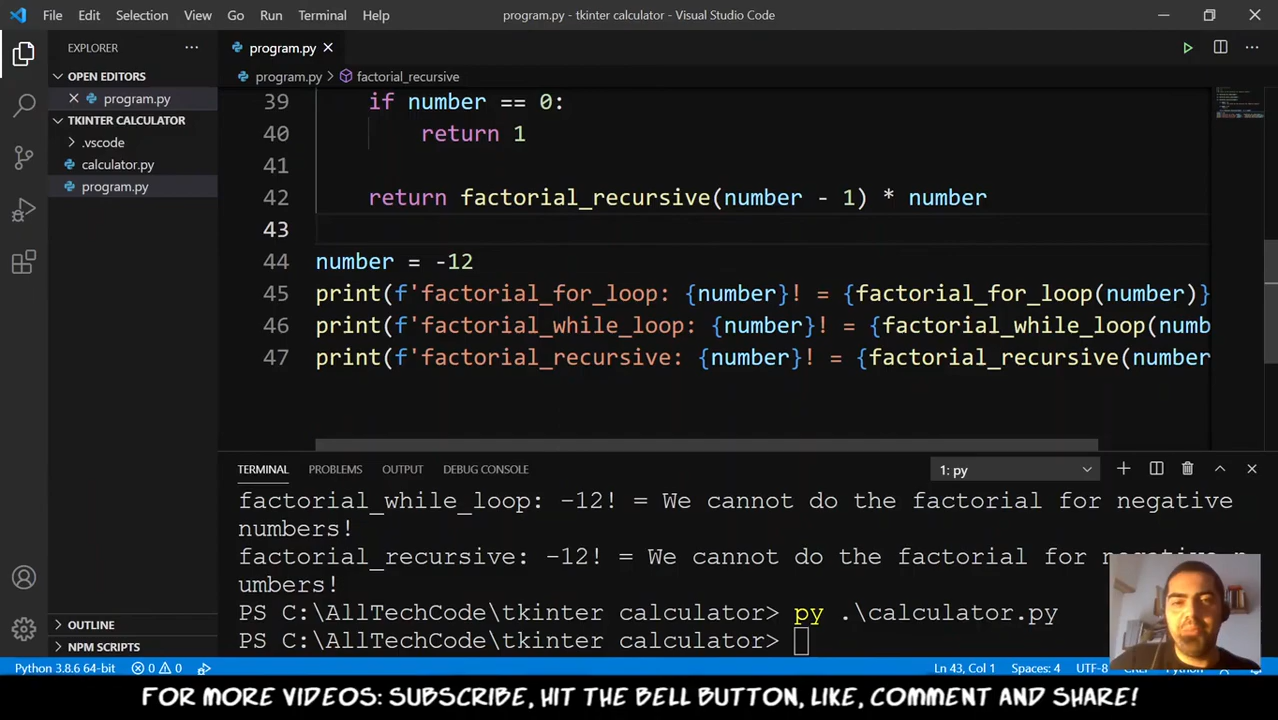 File Edit Selection View Go Run Terminal Help program.py - tkinter calculator - Visual Studio Code
EXPLORER
OPEN EDITORS
program.py
TKINTER CALCULATOR
.vscode
calculator.py
program.py
OUTLINE
NPM SCRIPTS
program.py
program.py > factorial_recursive
39 if number == 0:
40 return 1
41
42 return factorial_recursive(number - 1) * number
43
44 number = -12
45 print(f'factorial_for_loop: {number}! = {factorial_for_loop(number)}
46 print(f'factorial_while_loop: {number}! = {factorial_while_loop(numb
47 print(f'factorial_recursive: {number}! = {factorial_recursive(number
TERMINAL PROBLEMS OUTPUT DEBUG CONSOLE 1: py
factorial_while_loop: -12! = We cannot do the factorial for negative
numbers!
factorial_recursive: -12! = We cannot do the factorial for negative n
umbers!
PS C:\AllTechCode\tkinter calculator> py .\calculator.py
PS C:\AllTechCode\tkinter calculator>
Python 3.8.6 64-bit 0 0 Ln 43, Col 1 Spaces: 4 UTF-8 CRLF Python
FOR MORE VIDEOS: SUBSCRIBE, HIT THE BELL BUTTON, LIKE, COMMENT AND SHARE!